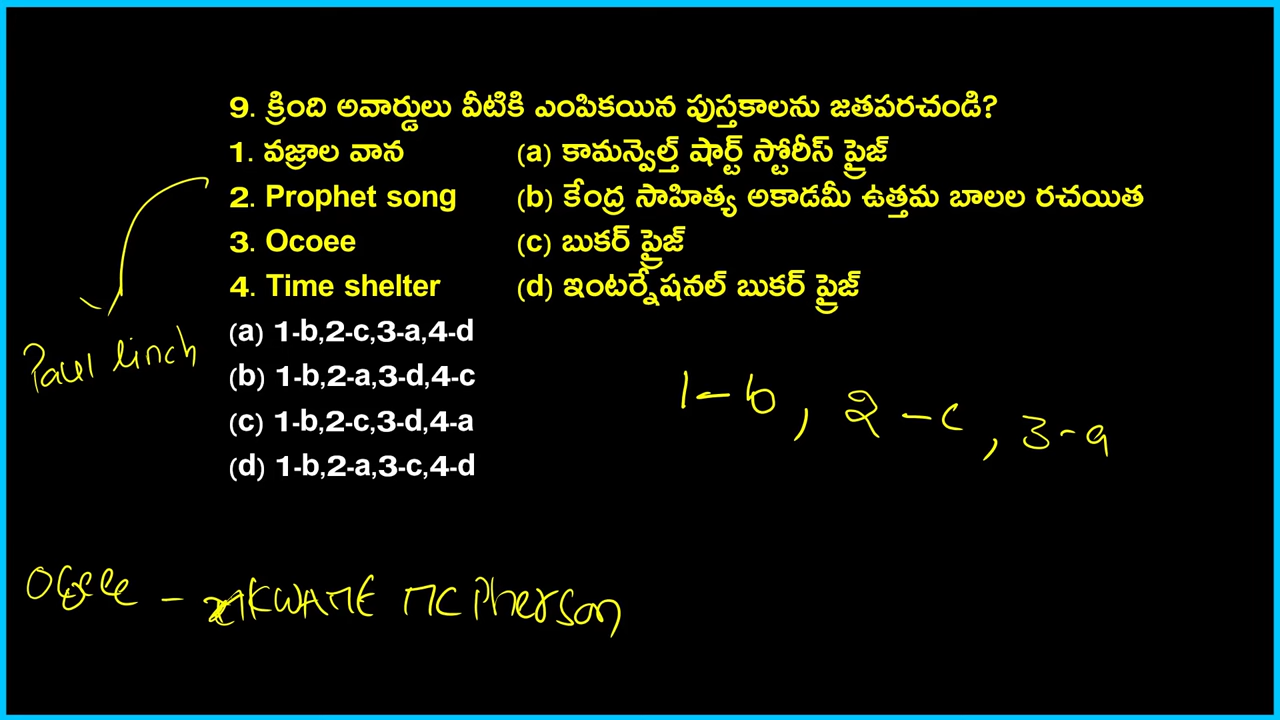 9. క్రింది అవార్డులు వీటికి ఎంపికయిన పుస్తకాలను జతపరచండి?
1. వజ్రాల వాన (a) కామన్వెల్త్ షార్ట్ స్టోరీస్ ప్రైజ్
2. Prophet song (b) కేంద్ర సాహిత్య అకాడమీ ఉత్తమ బాలల రచయిత
3. Ocoee (c) బుకర్ ప్రైజ్
4. Time shelter (d) ఇంటర్నేషనల్ బుకర్ ప్రైజ్
(a) 1-b,2-c,3-a,4-d
Paul linch
(b) 1-b,2-a,3-d,4-c
1-b, 2-c, 3-a
(c) 1-b,2-c,3-d,4-a
(d) 1-b,2-a,3-c,4-d
Ocoee - KWAME MC Pherson